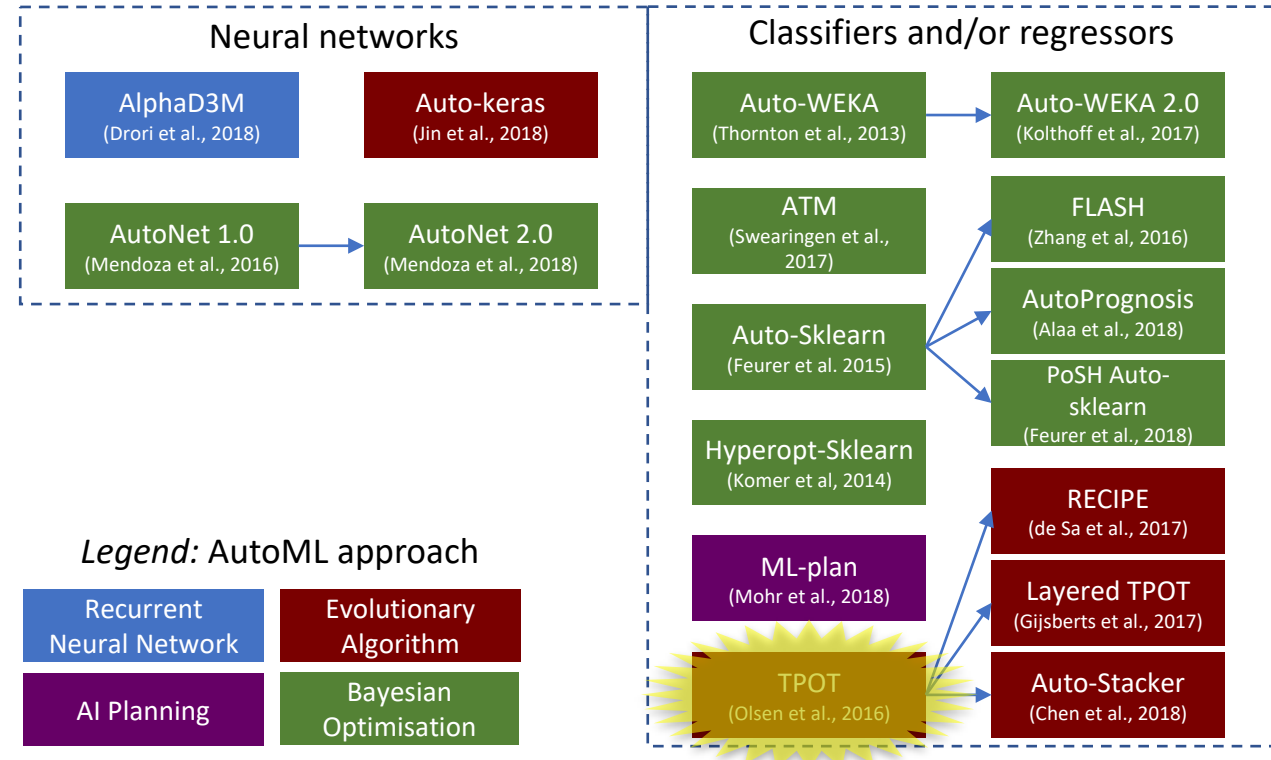 Neural networks
AlphaD3M
(Drori et al., 2018)
Auto-keras
(Jin et al., 2018)
AutoNet 1.0
(Mendoza et al., 2016)
AutoNet 2.0
(Mendoza et al., 2018)
Classifiers and/or regressors
Auto-WEKA
(Thornton et al., 2013)
Auto-WEKA 2.0
(Kolthoff et al., 2017)
ATM
(Swearingen et al.,
2017)
FLASH
(Zhang et al, 2016)
Auto-Sklearn
(Feurer et al. 2015)
AutoPrognosis
(Alaa et al., 2018)
PoSH Auto-
sklearn
(Feurer et al., 2018)
Hyperopt-Sklearn
(Komer et al, 2014)
RECIPE
(de Sa et al., 2017)
ML-plan
(Mohr et al., 2018)
Layered TPOT
(Gijsberts et al., 2017)
TPOT
(Olsen et al., 2016)
Auto-Stacker
(Chen et al., 2018)
Legend: AutoML approach
Recurrent
Neural Network
Evolutionary
Algorithm
AI Planning
Bayesian
Optimisation